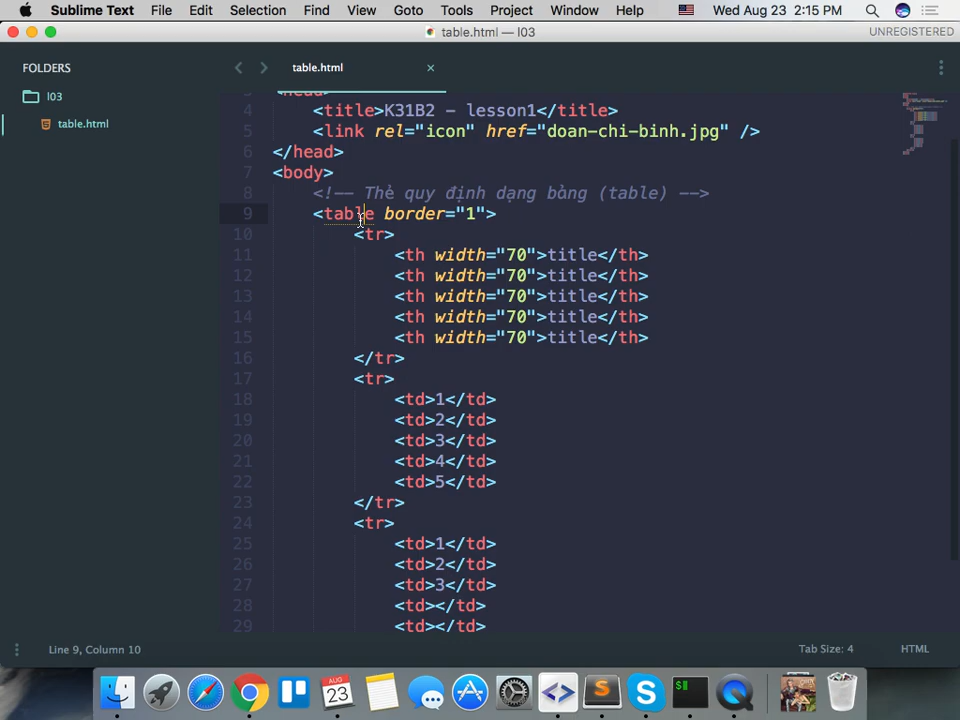 Sublime Text File Edit Selection Find View Goto Tools Project Window Help Wed Aug 23 2:15 PM
table.html — l03
UNREGISTERED
FOLDERS
l03
table.html
table.html
4 <title>K31B2 - lesson1</title>
5 <link rel="icon" href="doan-chi-binh.jpg" />
6 </head>
7 <body>
8 <!-- Thẻ quy định dạng bảng (table) -->
9 <table border="1">
10 <tr>
11 <th width="70">title</th>
12 <th width="70">title</th>
13 <th width="70">title</th>
14 <th width="70">title</th>
15 <th width="70">title</th>
16 </tr>
17 <tr>
18 <td>1</td>
19 <td>2</td>
20 <td>3</td>
21 <td>4</td>
22 <td>5</td>
23 </tr>
24 <tr>
25 <td>1</td>
26 <td>2</td>
27 <td>3</td>
28 <td></td>
29 <td></td>
Line 9, Column 10
Tab Size: 4
HTML
AUG
23